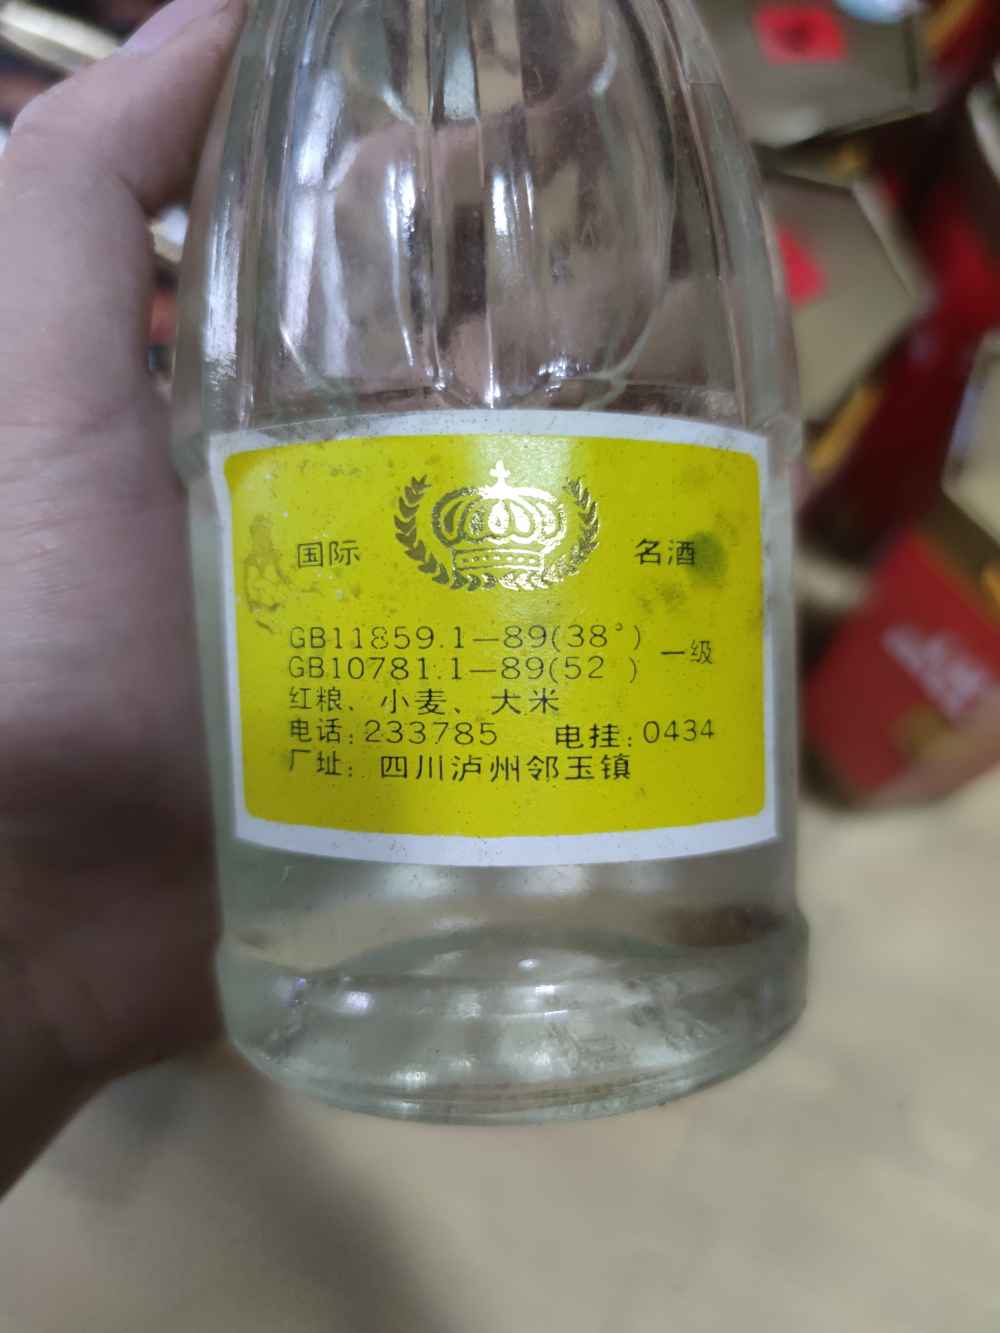 国际 名酒
GB11859.1—89(38°)
GB10781.1—89(52 ) 一级
红粮、小麦、大米
电话:233785 电挂:0434
厂址: 四川泸州邻玉镇